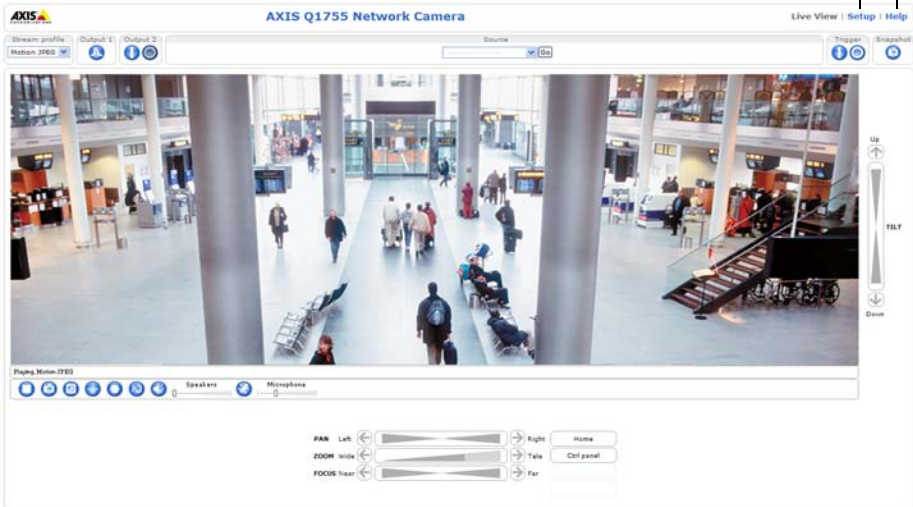 AXIS
COMMUNICATIONS
AXIS Q1755 Network Camera
Live View | Setup | Help
Stream profile
Output 1
Output 2
Source
Trigger
Snapshot
Motion JPEG
Go
Up
TILT
Down
Playing, Motion JPEG
Speakers
Microphone
PAN Left
Right
Home
ZOOM Wide
Tele
Ctrl panel
FOCUS Near
Far